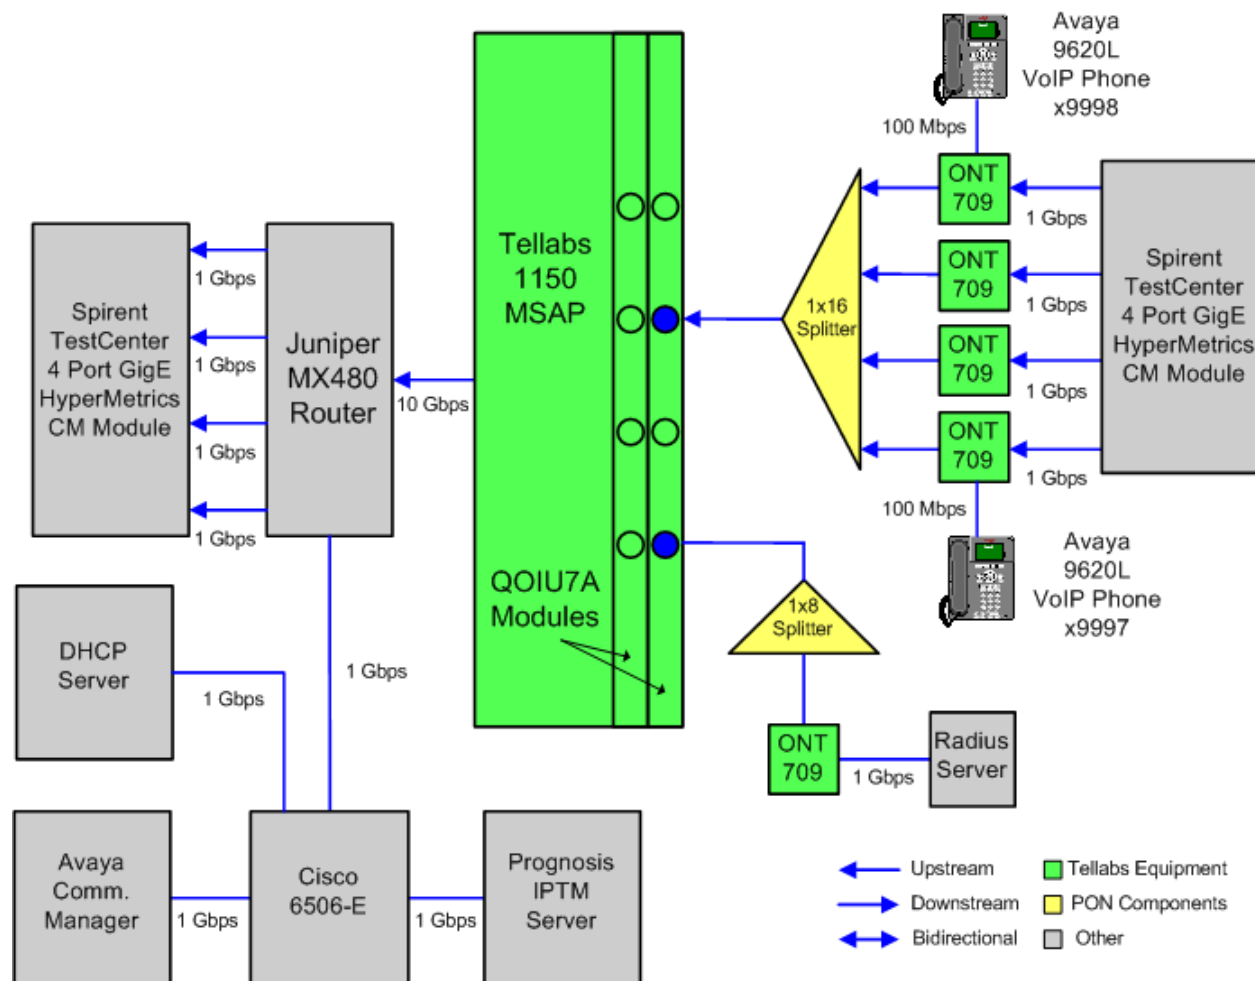 Avaya
9620L
VoIP Phone
x9998
100 Mbps
ONT
709
1 Gbps
ONT
709
1 Gbps
ONT
709
1 Gbps
ONT
709
1 Gbps
100 Mbps
1x16
Splitter
Spirent
TestCenter
4 Port GigE
HyperMetrics
CM Module
Avaya
9620L
VoIP Phone
x9997
Tellabs
1150
MSAP
QOIU7A
Modules
10 Gbps
Juniper
MX480
Router
1 Gbps
1 Gbps
1 Gbps
1 Gbps
Spirent
TestCenter
4 Port GigE
HyperMetrics
CM Module
1x8
Splitter
ONT
709
1 Gbps
Radius
Server
DHCP
Server
1 Gbps
1 Gbps
Avaya
Comm.
Manager
1 Gbps
Cisco
6506-E
1 Gbps
Prognosis
IPTM
Server
Upstream
Downstream
Bidirectional
Tellabs Equipment
PON Components
Other